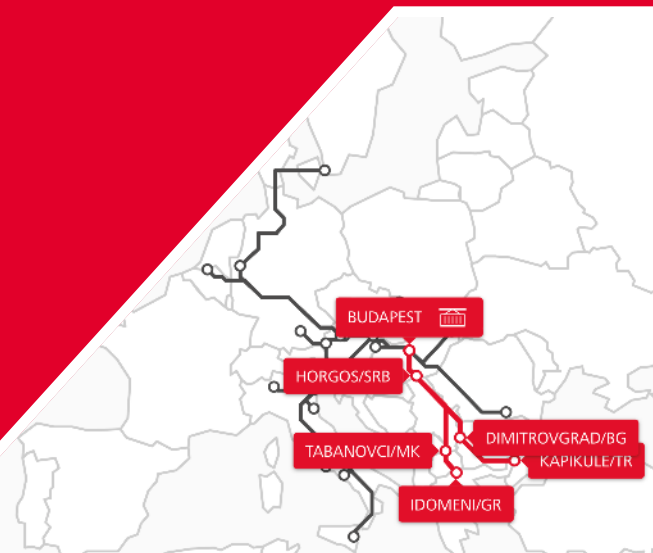 BUDAPEST
HORGOS/SRB
DIMITROVGRAD/BG
TABANOVCI/MK
KAPIKULE/TR
IDOMENI/GR